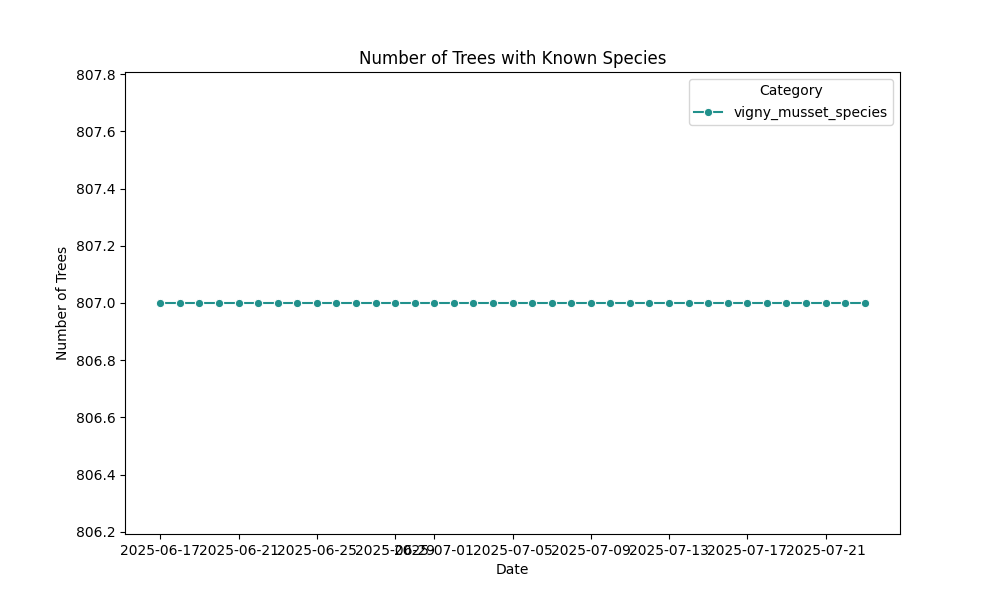 Number of Trees with Known Species
Category
vigny_musset_species
Number of Trees
807.8
807.6
807.4
807.2
807.0
806.8
806.6
806.4
806.2
2025-06-17 2025-06-21 2025-06-25 2025-06-29 2025-07-01 2025-07-05 2025-07-09 2025-07-13 2025-07-17 2025-07-21
Date